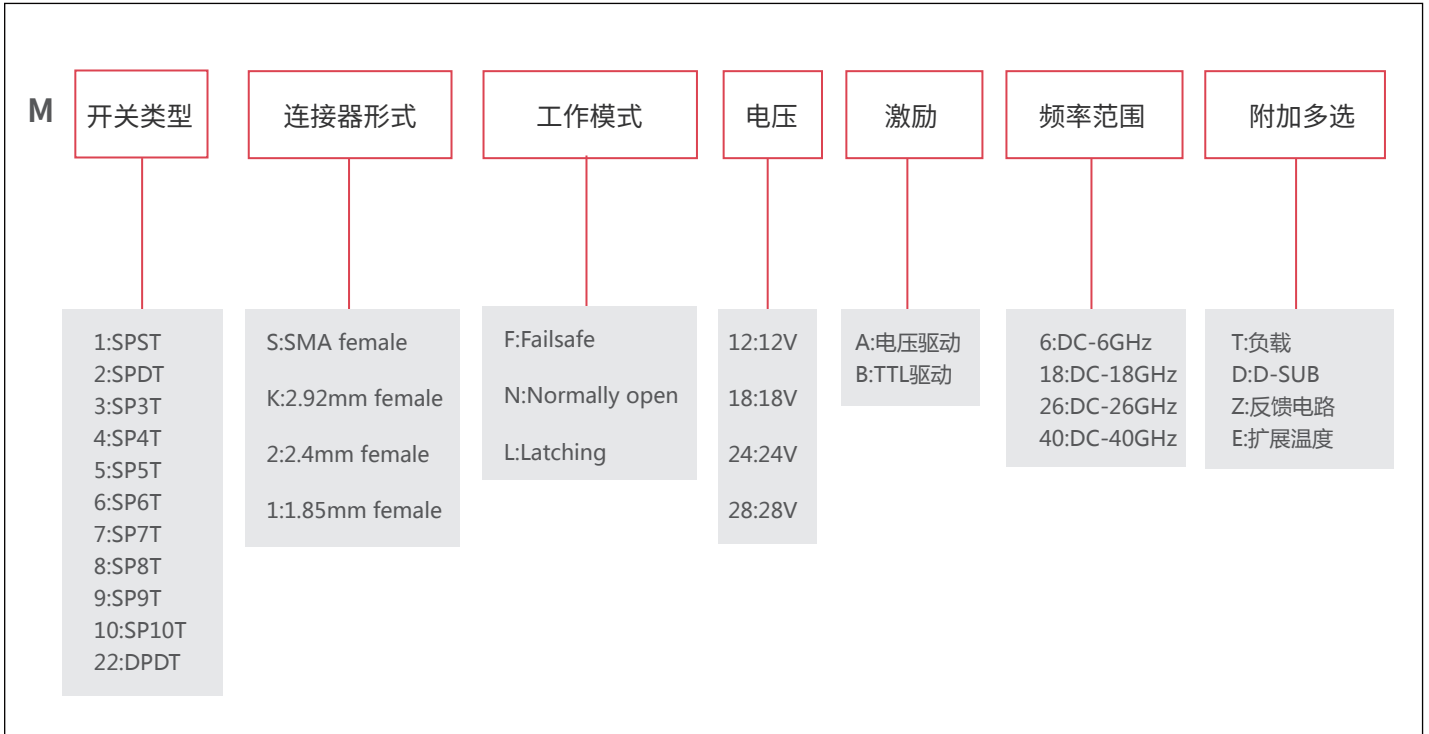 M
开关类型
连接器形式
工作模式
电压
激励
频率范围
附加多选
1:SPST
2:SPDT
3:SP3T
4:SP4T
5:SP5T
6:SP6T
7:SP7T
8:SP8T
9:SP9T
10:SP10T
22:DPDT
S:SMA female
K:2.92mm female
2:2.4mm female
1:1.85mm female
F:Failsafe
N:Normally open
L:Latching
12:12V
18:18V
24:24V
28:28V
A:电压驱动
B:TTL驱动
6:DC-6GHz
18:DC-18GHz
26:DC-26GHz
40:DC-40GHz
T:负载
D:D-SUB
Z:反馈电路
E:扩展温度